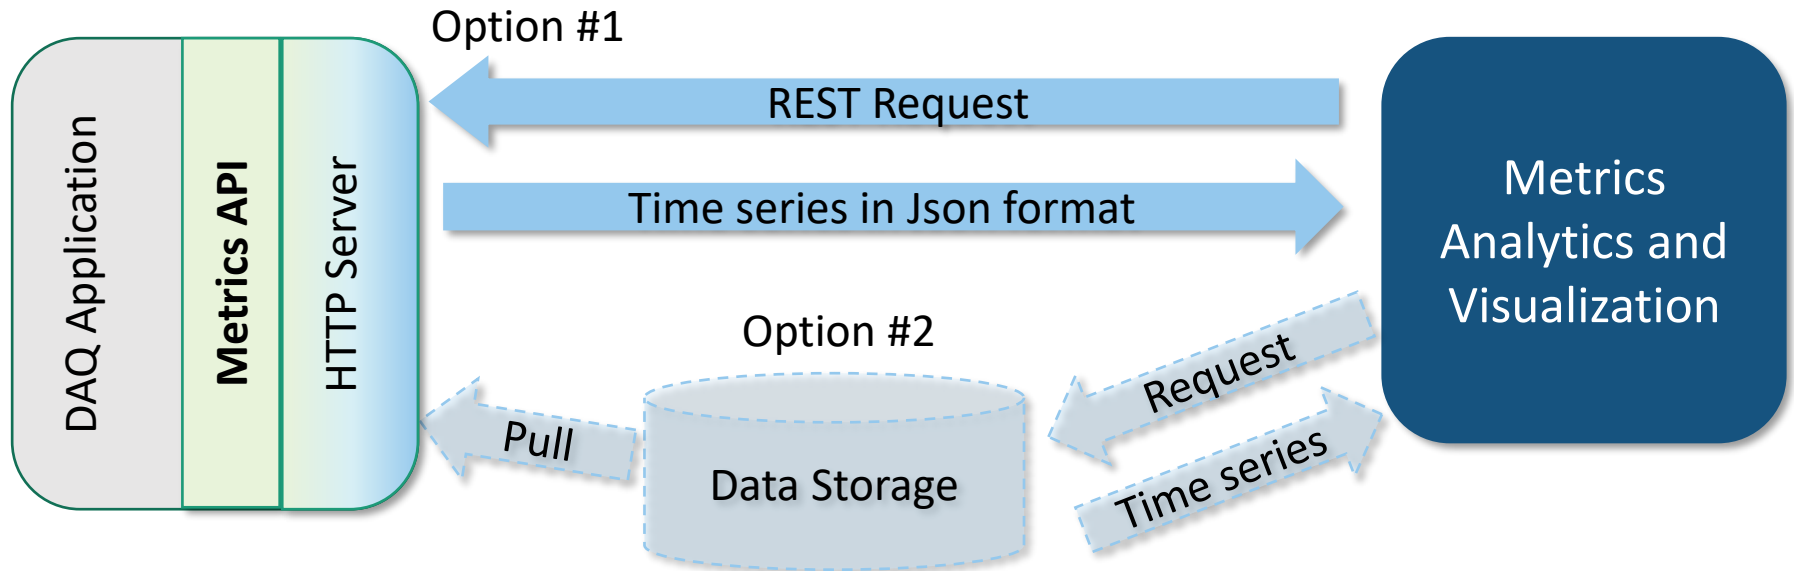 Option #1
DAQ Application
Metrics API
HTTP Server
REST Request
Time series in Json format
Metrics
Analytics and
Visualization
Option #2
Pull
Data Storage
Request
Time series